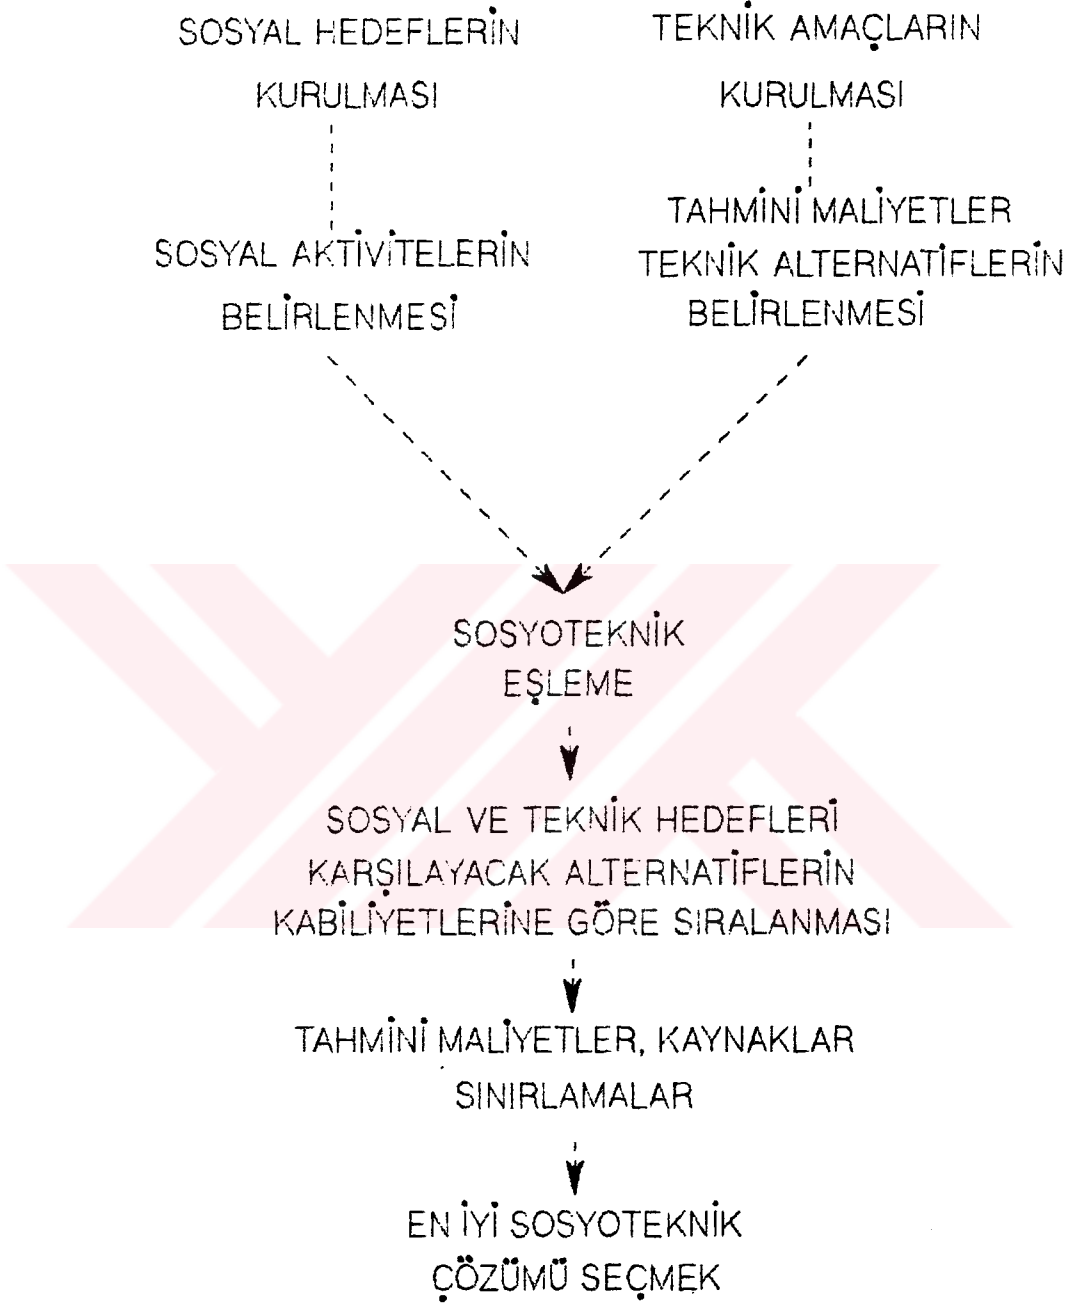 SOSYAL HEDEFLERİN
KURULMASI
TEKNİK AMAÇLARIN
KURULMASI
SOSYAL AKTİVİTELERİN
BELİRLENMESİ
TAHMİNİ MALİYETLER
TEKNİK ALTERNATİFLERİN
BELİRLENMESİ
SOSYOTEKNİK
EŞLEME
SOSYAL VE TEKNİK HEDEFLERİ
KARŞILAYACAK ALTERNATİFLERİN
KABİLİYETLERİNE GÖRE SIRALANMASI
TAHMİNİ MALİYETLER, KAYNAKLAR
SINIRLAMALAR
EN İYİ SOSYOTEKNİK
ÇÖZÜMÜ SEÇMEK